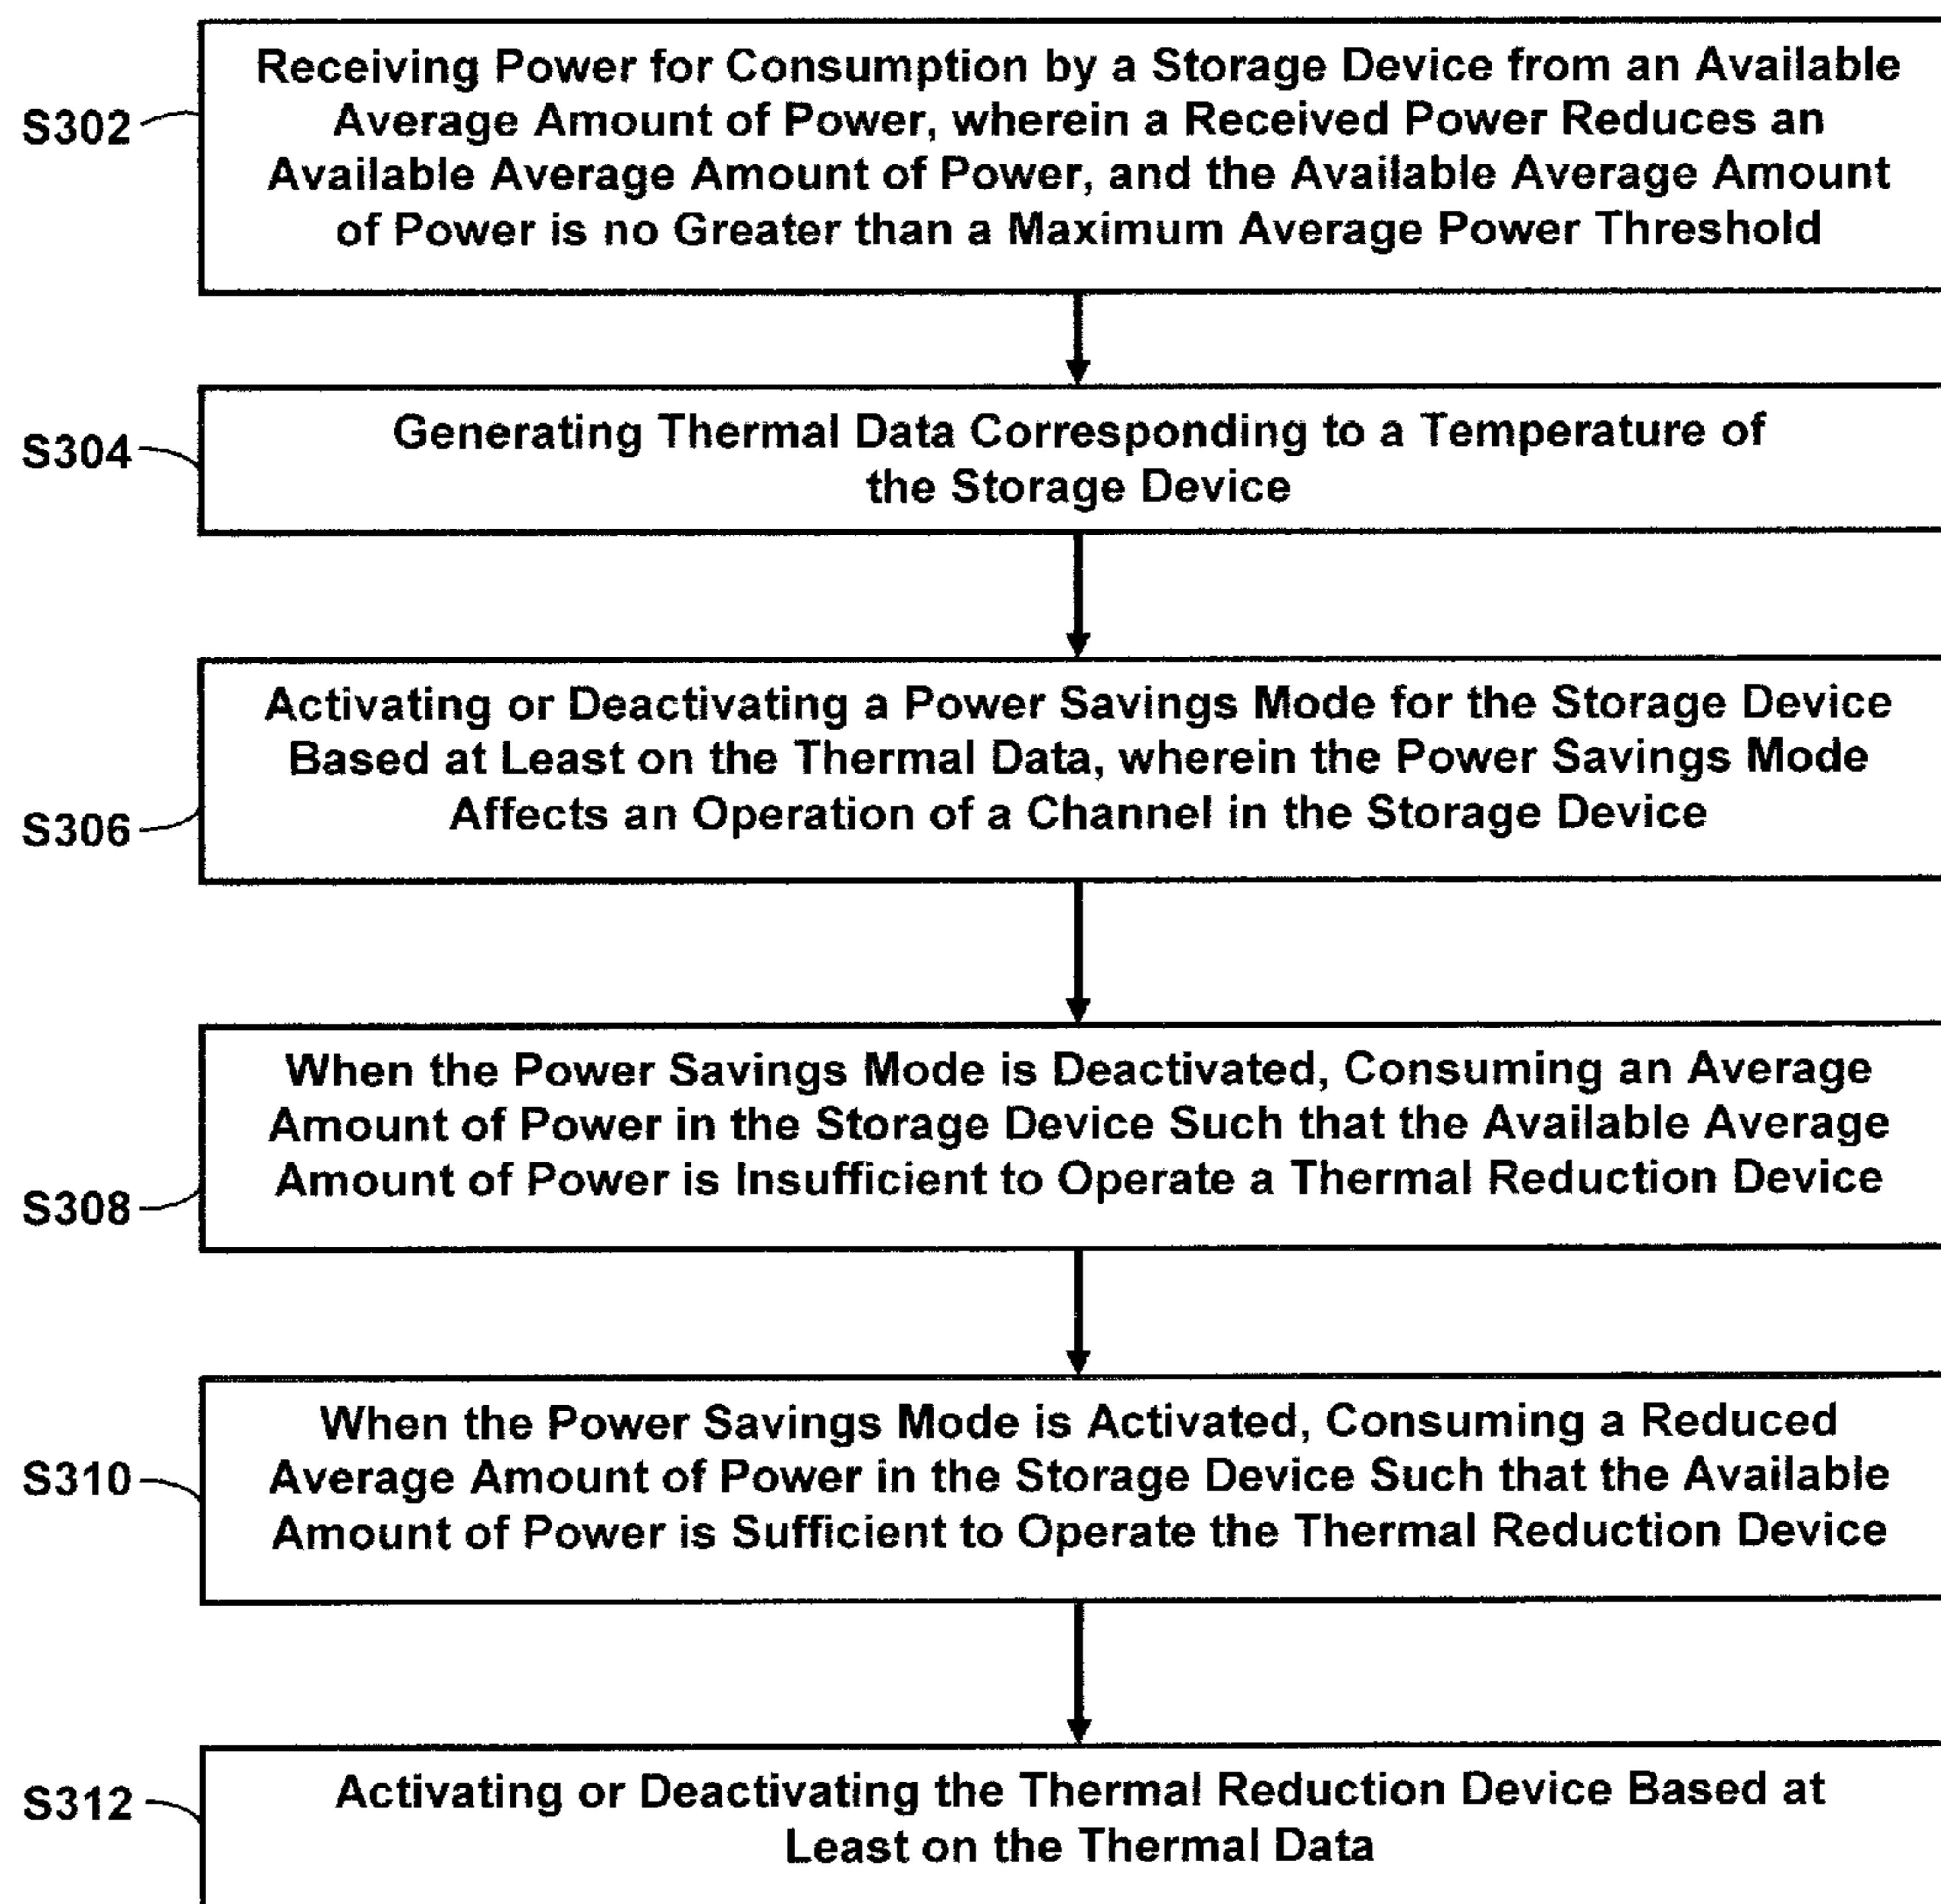 Receiving Power for Consumption by a Storage Device from an Available
Average Amount of Power, wherein a Received Power Reduces an
S302
Available Average Amount of Power, and the Available Average Amount
of Power is no Greater than a Maximum Average Power Threshold
Generating Thermal Data Corresponding to a Temperature of
S304
the Storage Device
Activating or Deactivating a Power Savings Mode for the Storage Device
Based at Least on the Thermal Data, wherein the Power Savings Mode
Affects an Operation of a Channel in the Storage Device
S306
When the Power Savings Mode is Deactivated, Consuming an Average
Amount of Power in the Storage Device Such that the Available Average
Amount of Power is Insufficient to Operate a Thermal Reduction Device
S308
When the Power Savings Mode is Activated, Consuming a Reduced
Average Amount of Power in the Storage Device Such that the Available
S310
Amount of Power is Sufficient to Operate the Thermal Reduction Device
Activating or Deactivating the Thermal Reduction Device Based at
S312
Least on the Thermal Data